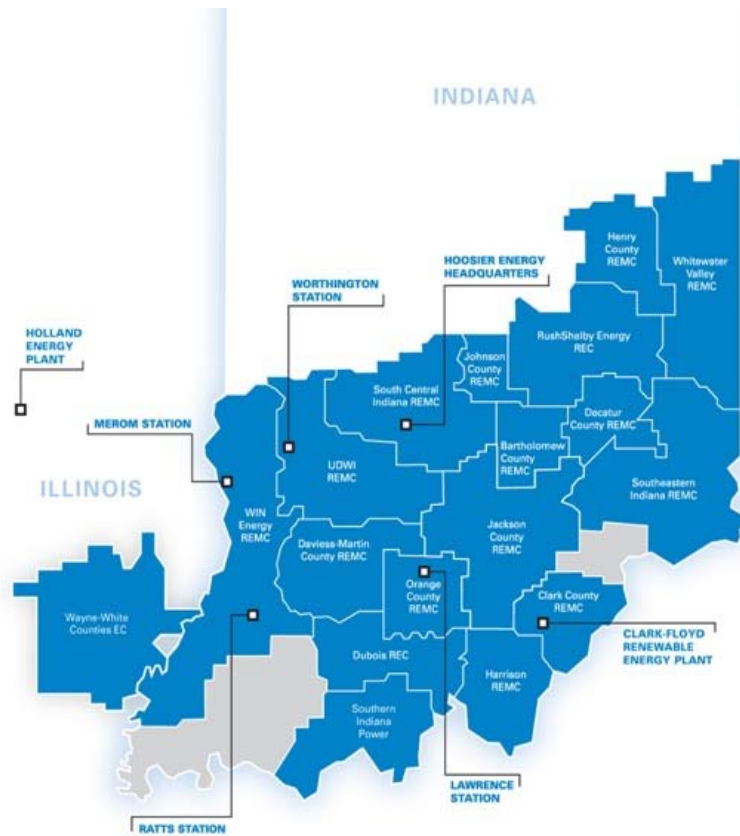 INDIANA
Henry
County
REMC
Whitewater
Valley
REMC
HOOSIER ENERGY
HEADQUARTERS
WORTHINGTON
STATION
HOLLAND
ENERGY
PLANT
RushShelby Energy
REC
Johnson
County
REMC
South Central
Indiana REMC
Decatur
County REMC
MEROM STATION
Bartholomew
County
REMC
UDWI
REMC
ILLINOIS
Southeastern
Indiana REMC
WIN
Energy
REMC
Jackson
County
REMC
Daviess-Martin
County REMC
Orange
County
REMC
Clark County
REMC
Wayne-White
Counties EC
CLARK-FLOYD
RENEWABLE
ENERGY PLANT
Dubois REC
Harrison
REMC
Southern
Indiana
Power
LAWRENCE
STATION
RATTS STATION